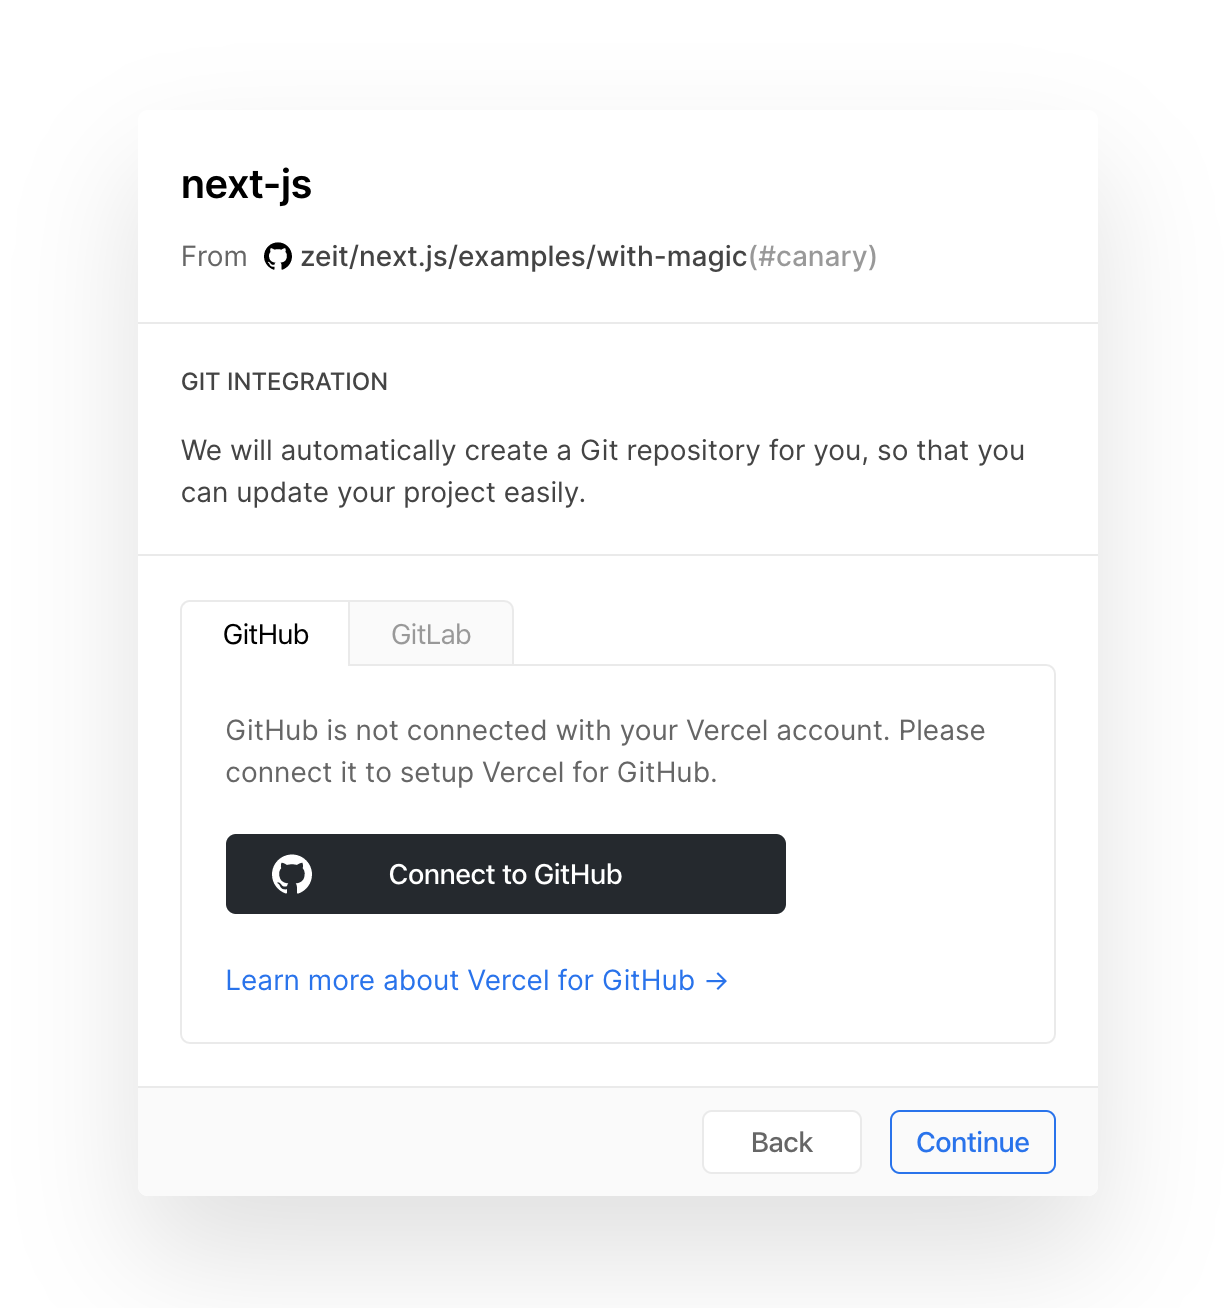 next-js
From zeit/next.js/examples/with-magic(#canary)
GIT INTEGRATION
We will automatically create a Git repository for you, so that you
can update your project easily.
GitHub GitLab
GitHub is not connected with your Vercel account. Please
connect it to setup Vercel for GitHub.
Connect to GitHub
Learn more about Vercel for GitHub →
Back Continue